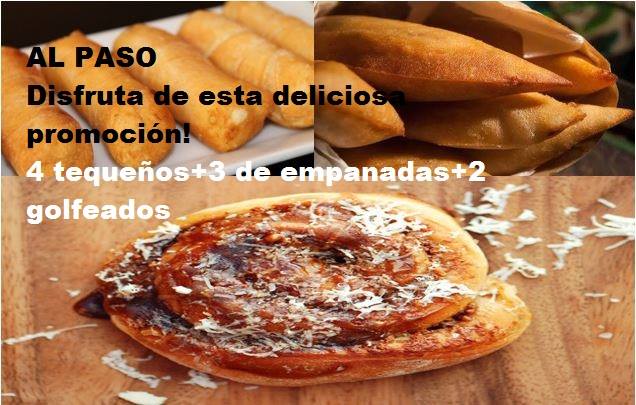 AL PASO
Disfruta de esta deliciosa
promoción!
4 tequeños+3 de empanadas+2
golfeados